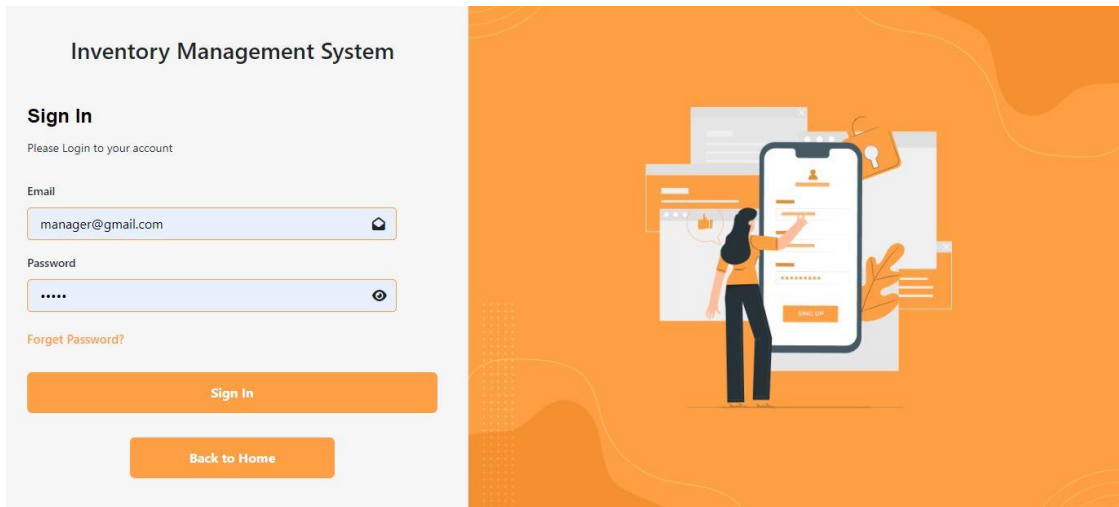 Inventory Management System
Sign In
Please Login to your account
Email
manager@gmail.com
Password
•••••
Forget Password?
Sign In
Back to Home
SING UP